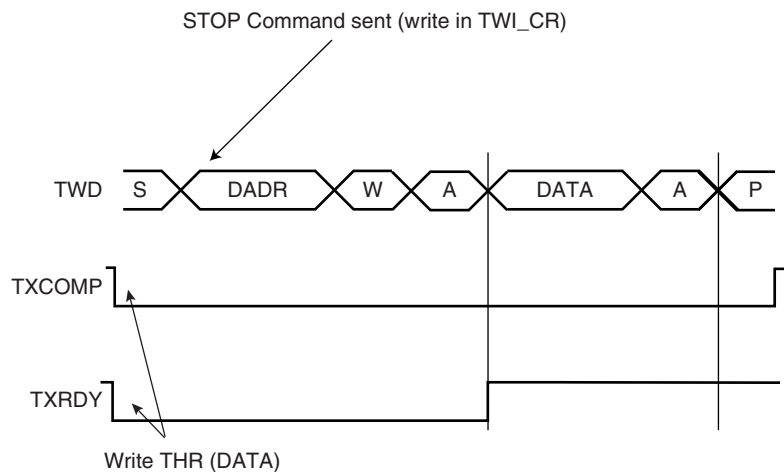 STOP Command sent (write in TWI_CR)
TWD S DADR W A DATA A P
TXCOMP
TXRDY
Write THR (DATA)